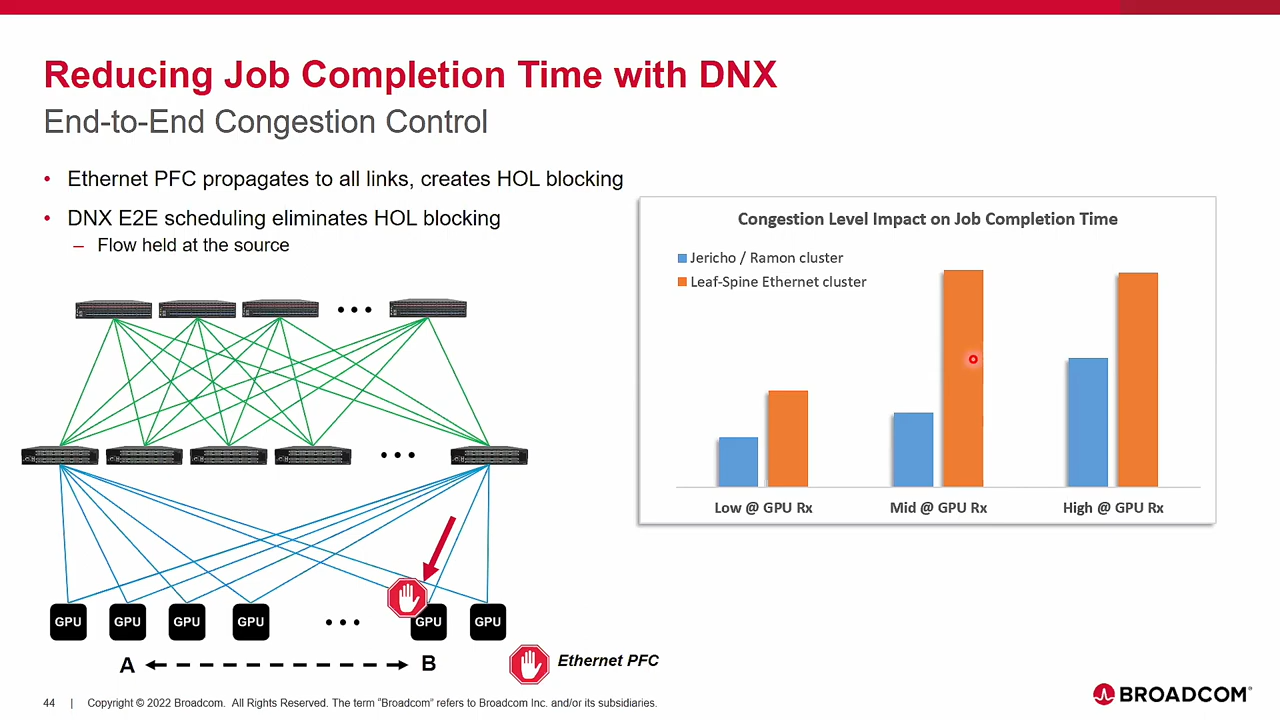 Reducing Job Completion Time with DNX
End-to-End Congestion Control
• Ethernet PFC propagates to all links, creates HOL blocking
• DNX E2E scheduling eliminates HOL blocking
– Flow held at the source
Congestion Level Impact on Job Completion Time
Jericho / Ramon cluster
Leaf-Spine Ethernet cluster
Low @ GPU Rx
Mid @ GPU Rx
High @ GPU Rx
GPU
GPU
GPU
GPU
GPU
GPU
A
B
Ethernet PFC
44 | Copyright © 2022 Broadcom. All Rights Reserved. The term "Broadcom" refers to Broadcom Inc. and/or its subsidiaries.
BROADCOM®